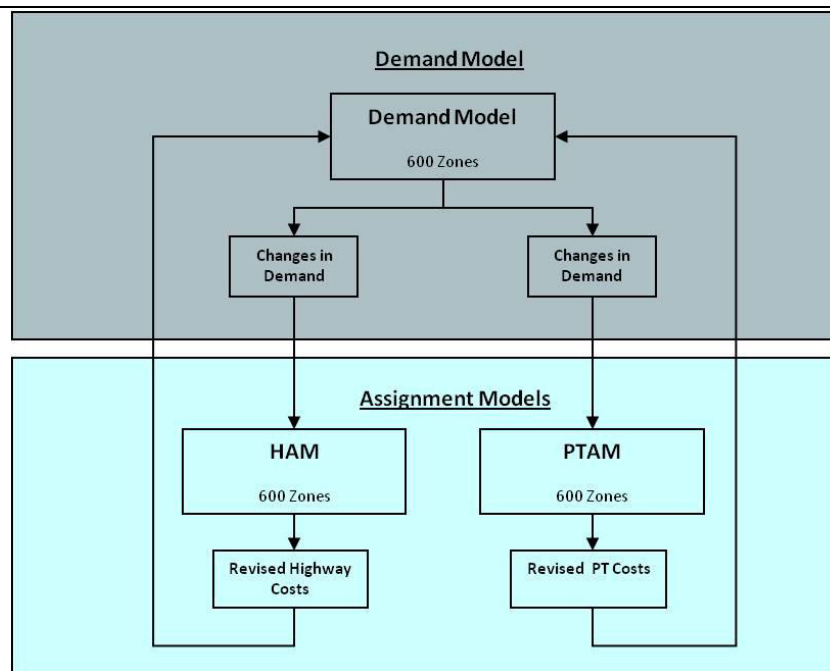 Demand Model
Demand Model
600 Zones
Changes in
Demand
Changes in
Demand
Assignment Models
HAM
600 Zones
PTAM
600 Zones
Revised Highway
Costs
Revised PT Costs